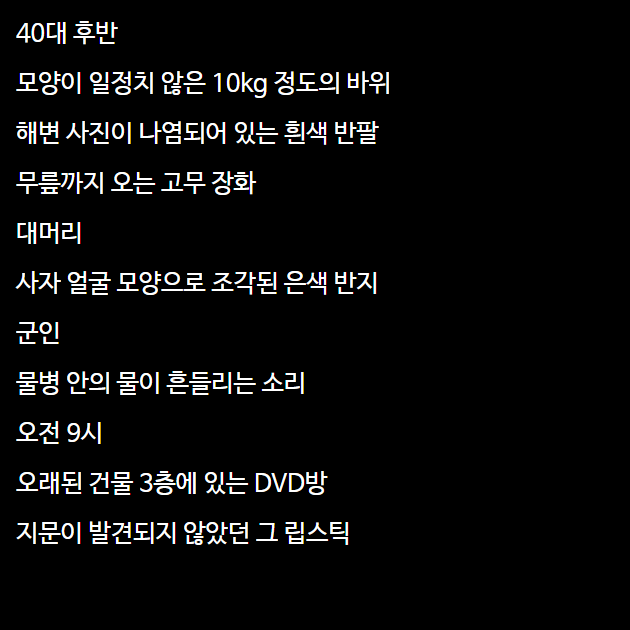 40대 후반
모양이 일정치 않은 10kg 정도의 바위
해변 사진이 나염되어 있는 흰색 반팔
무릎까지 오는 고무 장화
대머리
사자 얼굴 모양으로 조각된 은색 반지
군인
물병 안의 물이 흔들리는 소리
오전 9시
오래된 건물 3층에 있는 DVD방
지문이 발견되지 않았던 그 립스틱